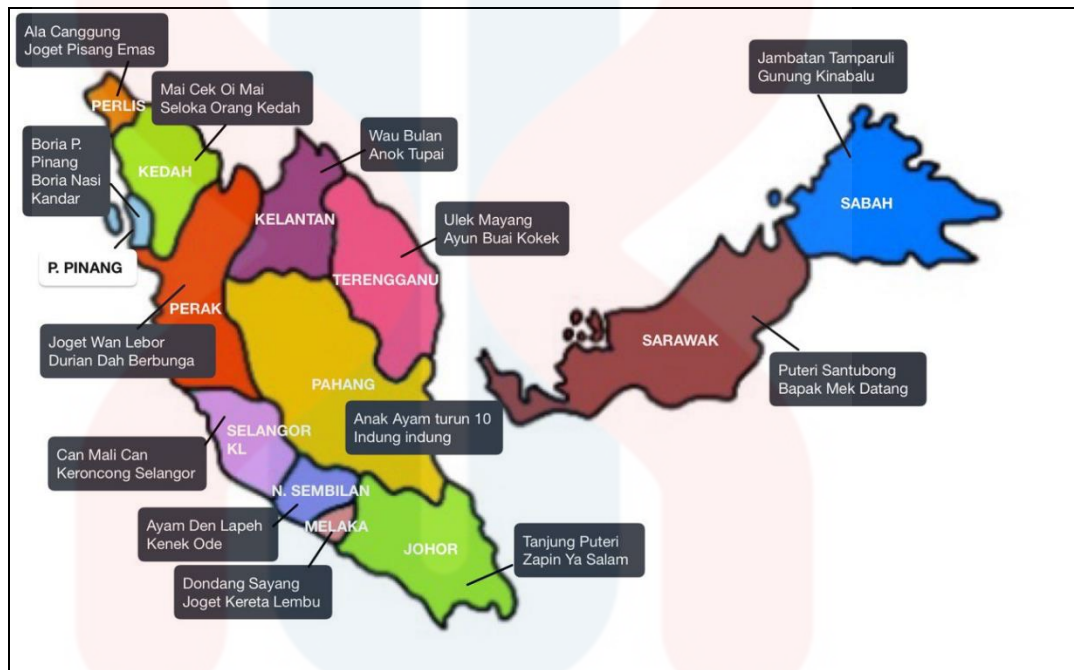 Ala Canggung
Joget Pisang Emas
PERLIS
Mai Cek Oi Mai
Seloka Orang Kedah
KEDAH
Boria P.
Pinang
Boria Nasi
Kandar
P. PINANG
Wau Bulan
Anok Tupai
KELANTAN
Ulek Mayang
Ayun Buai Kokek
TERENGGANU
PERAK
Joget Wan Lebor
Durian Dah Berbunga
PAHANG
Anak Ayam turun 10
Indung indung
SELANGOR
KL
Can Mali Can
Keroncong Selangor
N. SEMBILAN
Ayam Den Lapeh
Kenek Ode
MELAKA
Dondang Sayang
Joget Kereta Lembu
JOHOR
Tanjung Puteri
Zapin Ya Salam
Jambatan Tamparuli
Gunung Kinabalu
SABAH
SARAWAK
Puteri Santubong
Bapak Mek Datang